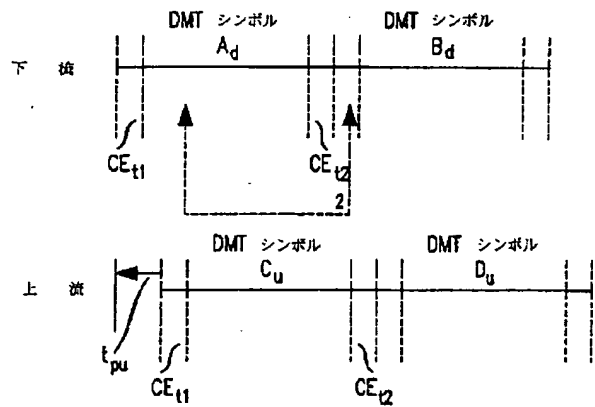 DMT シンボル DMT シンボル
下 流 A_d B_d
CE_t1 CE_t2
2
DMT シンボル DMT シンボル
上 流 C_u D_u
t_pu CE_t1 CE_t2